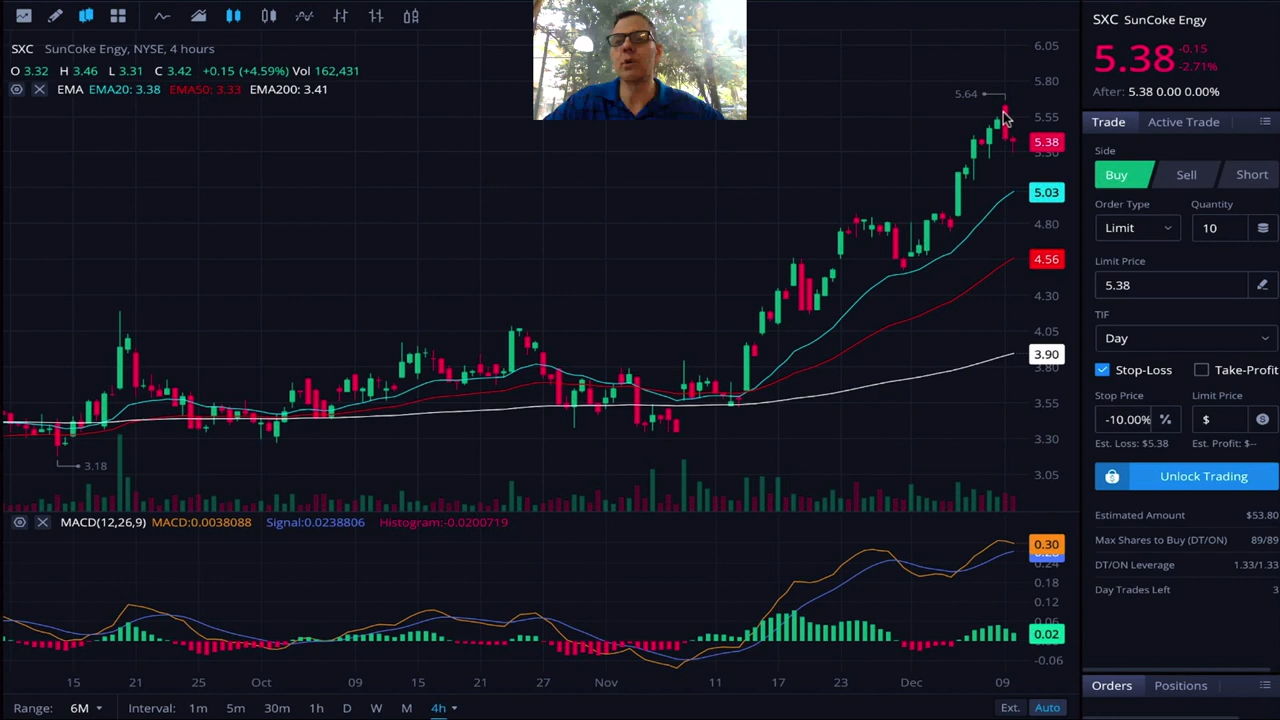 SXC SunCoke Engy, NYSE, 4 hours
O 3.32 H 3.46 L 3.31 C 3.42 +0.15 (+4.59%) Vol 162,431
EMA EMA20: 3.38 EMA50: 3.33 EMA200: 3.41
5.64
3.18
6.05
5.80
5.55
5.38
5.30
5.03
4.80
4.56
4.30
4.05
3.90
3.80
3.55
3.30
3.05
MACD(12,26,9) MACD:0.0038088 Signal:0.0238806 Histogram:-0.0200719
0.30
0.24
0.18
0.12
0.02
-0.06
15 22 25 Oct 09 15 21 27 Nov 11 17 23 Dec 09
Range: 6M Interval: 1m 5m 30m 1h D W M 4h Ext. Auto
SXC SunCoke Engy
5.38 -0.15
-2.71%
After: 5.38 0.00 0.00%
Trade Active Trade
Side
Buy Sell Short
Order Type Quantity
Limit 10
Limit Price
5.38
TIF
Day
Stop-Loss Take-Profit
Stop Price Limit Price
-10.00% % $
Est. Loss: $5.38 Est. Profit: $--
Unlock Trading
Estimated Amount $53.80
Max Shares to Buy (DT/ON) 89/89
DT/ON Leverage 1.33/1.33
Day Trades Left 3
Orders Positions